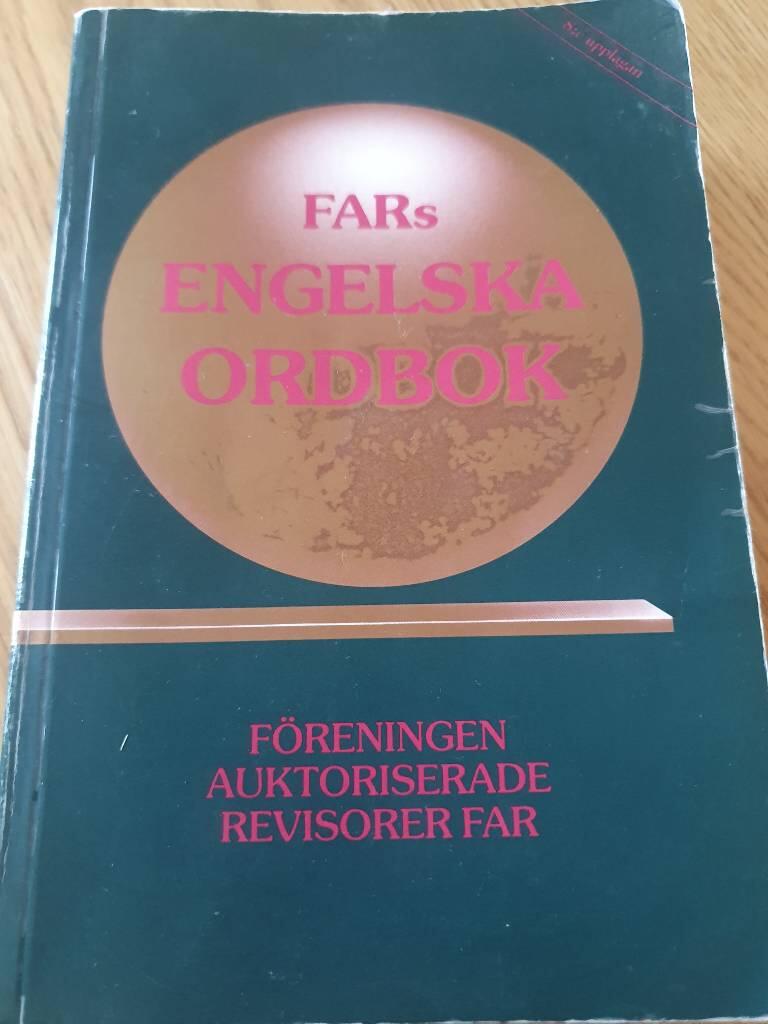 8:e upplagan
FARs
ENGELSKA
ORDBOK
FÖRENINGEN
AUKTORISERADE
REVISORER FAR